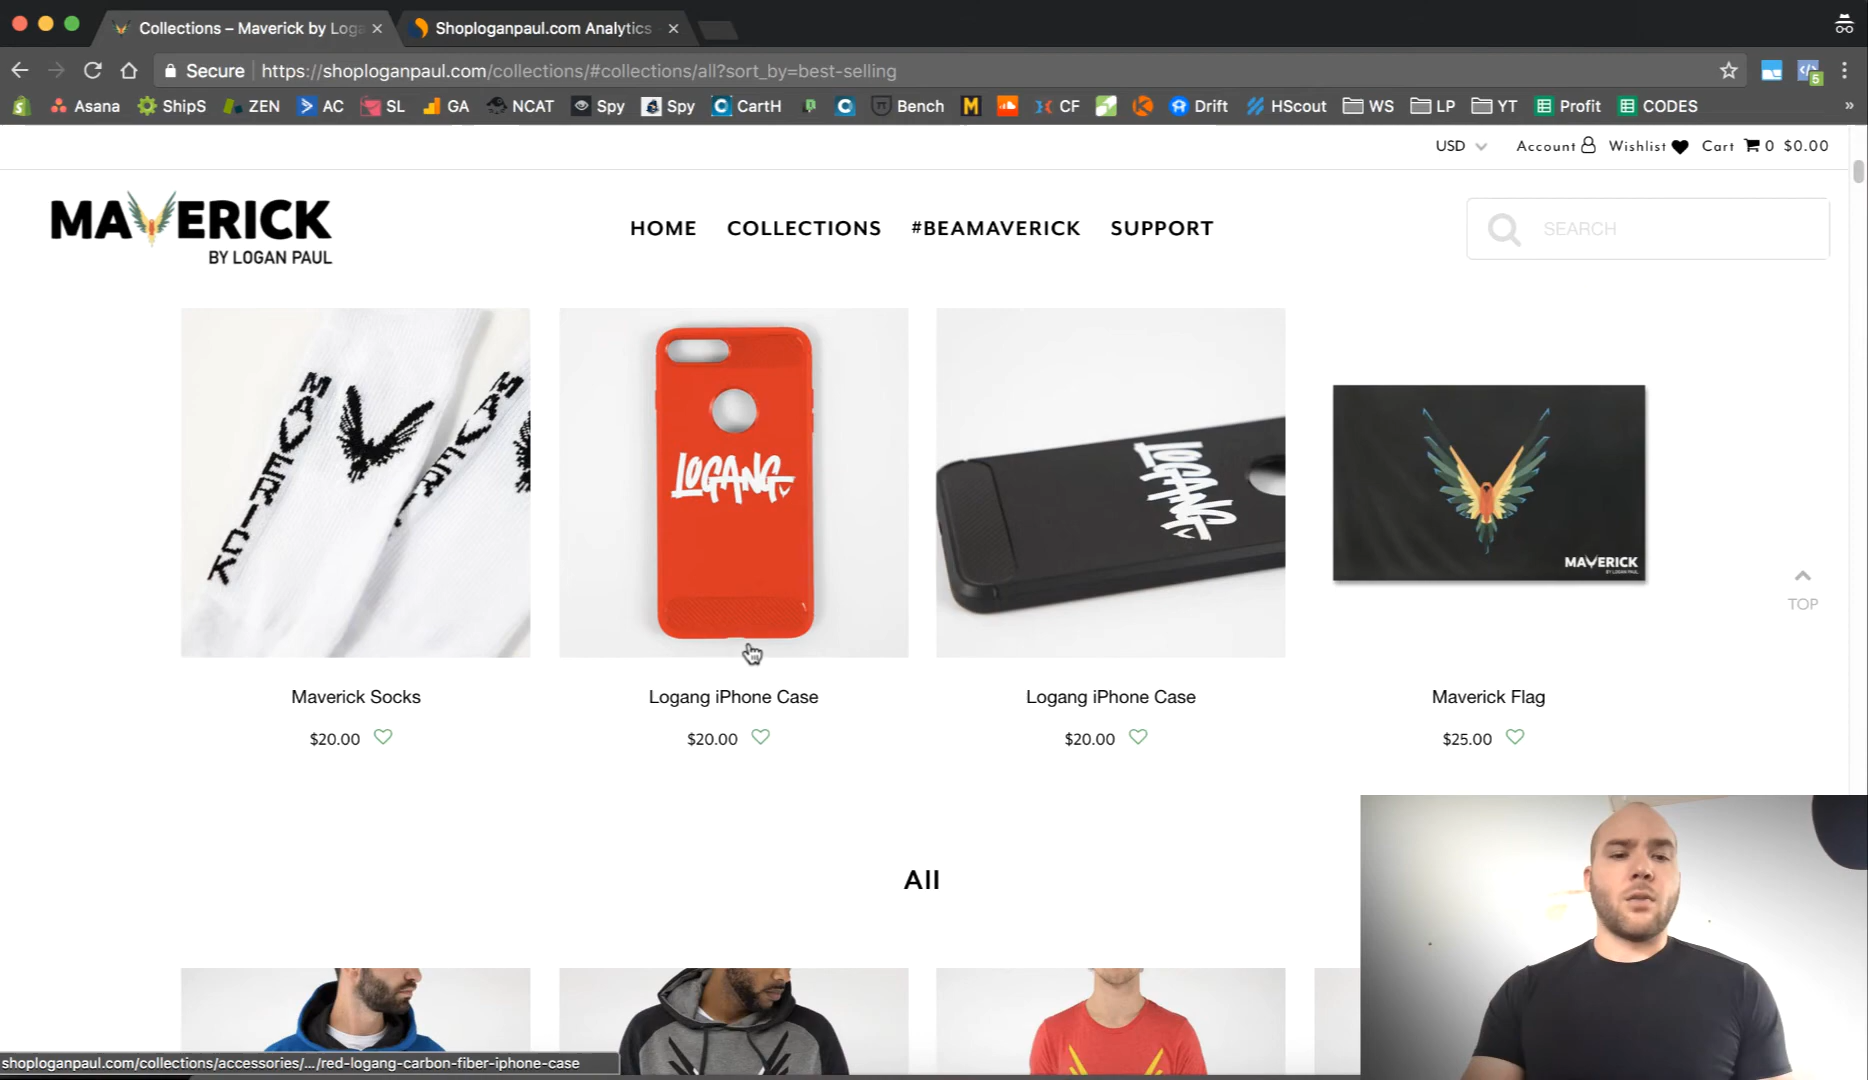 Collections – Maverick by Loga
Shoploganpaul.com Analytics
Secure https://shoploganpaul.com/collections/#collections/all?sort_by=best-selling
Asana ShipS ZEN AC SL GA NCAT Spy Spy CartH Bench M CF Drift HScout WS LP YT Profit CODES »
5
USD Account Wishlist Cart 0 $0.00
MAVERICK
BY LOGAN PAUL
HOME COLLECTIONS #BEAMAVERICK SUPPORT
SEARCH
MAVERICK
LOGANG
LOGANG
MAVERICK
TOP
Maverick Socks Logang iPhone Case Logang iPhone Case Maverick Flag
$20.00 $20.00 $20.00 $25.00
All
shoploganpaul.com/collections/accessories/.../red-logang-carbon-fiber-iphone-case